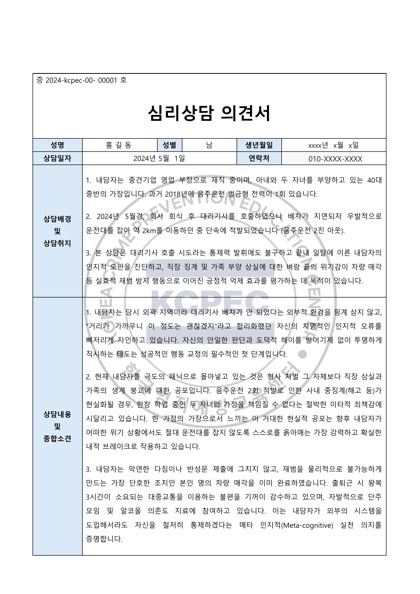 증 2024-kcpec-00- 00001 호
심리상담 의견서
성명 홍 길 동 성별 남 생년월일 xxxx년 x월 x일
상담일자 2024년 5월 1일 연락처 010-XXXX-XXXX
상담배경
및
상담취지
1. 내담자는 중견기업 영업 부장으로 재직 중이며, 아내와 두 자녀를 부양하고 있는 40대
중반의 가장입니다. 과거 2018년에 음주운전 벌금형 전력이 1회 있습니다.
2. 2024년 5월경, 회사 회식 후 대리기사를 호출하였으나 배차가 지연되자 우발적으로
운전대를 잡아 약 2km를 이동하던 중 단속에 적발되었습니다.(음주운전 2진 아웃).
3. 본 상담은 대리기사 호출 시도라는 통제력 발휘에도 불구하고 끝내 일탈에 이른 내담자의
인지적 오판을 진단하고, 직장 징계 및 가족 부양 상실에 대한 벼랑 끝의 위기감이 차량 매각
등 실효적 재범 방지 행동으로 이어진 긍정적 억제 효과를 평가하는 데 목적이 있습니다.
상담내용
및
종합소견
1. 내담자는 당시 외곽 지역이라 대리기사 배차가 안 되었다는 외부적 환경을 핑계 삼지 않고,
"거리가 가까우니 이 정도는 괜찮겠지"라고 합리화했던 자신의 치명적인 인지적 오류를
뼈저리게 자인하고 있습니다. 자신의 안일한 판단과 도덕적 해이를 방어기제 없이 투명하게
직시하는 태도는 성공적인 행동 교정의 필수적인 첫 단계입니다.
2. 현재 내담자를 극도의 패닉으로 몰아넣고 있는 것은 형사 처벌 그 자체보다 직장 상실과
가족의 생계 붕괴에 대한 공포입니다. 음주운전 2회 적발로 인한 사내 중징계(해고 등)가
현실화될 경우, 한창 학업 중인 두 자녀와 가정을 책임질 수 없다는 절박한 이타적 죄책감에
시달리고 있습니다. 한 가정의 가장으로서 느끼는 이 거대한 현실적 공포는 향후 내담자가
어떠한 위기 상황에서도 절대 운전대를 잡지 않도록 스스로를 옭아매는 가장 강력하고 확실한
내적 브레이크로 작용하고 있습니다.
3. 내담자는 막연한 다짐이나 반성문 제출에 그치지 않고, 재범을 물리적으로 불가능하게
만드는 가장 단호한 조치인 본인 명의 차량 매각을 이미 완료하였습니다. 출퇴근 시 왕복
3시간이 소요되는 대중교통을 이용하는 불편을 기꺼이 감수하고 있으며, 자발적으로 단주
모임 및 알코올 의존도 치료에 참여하고 있습니다. 이는 내담자가 외부의 시스템을
도입해서라도 자신을 철저히 통제하겠다는 메타 인지적(Meta-cognitive) 실천 의지를
증명합니다.
KCPEC